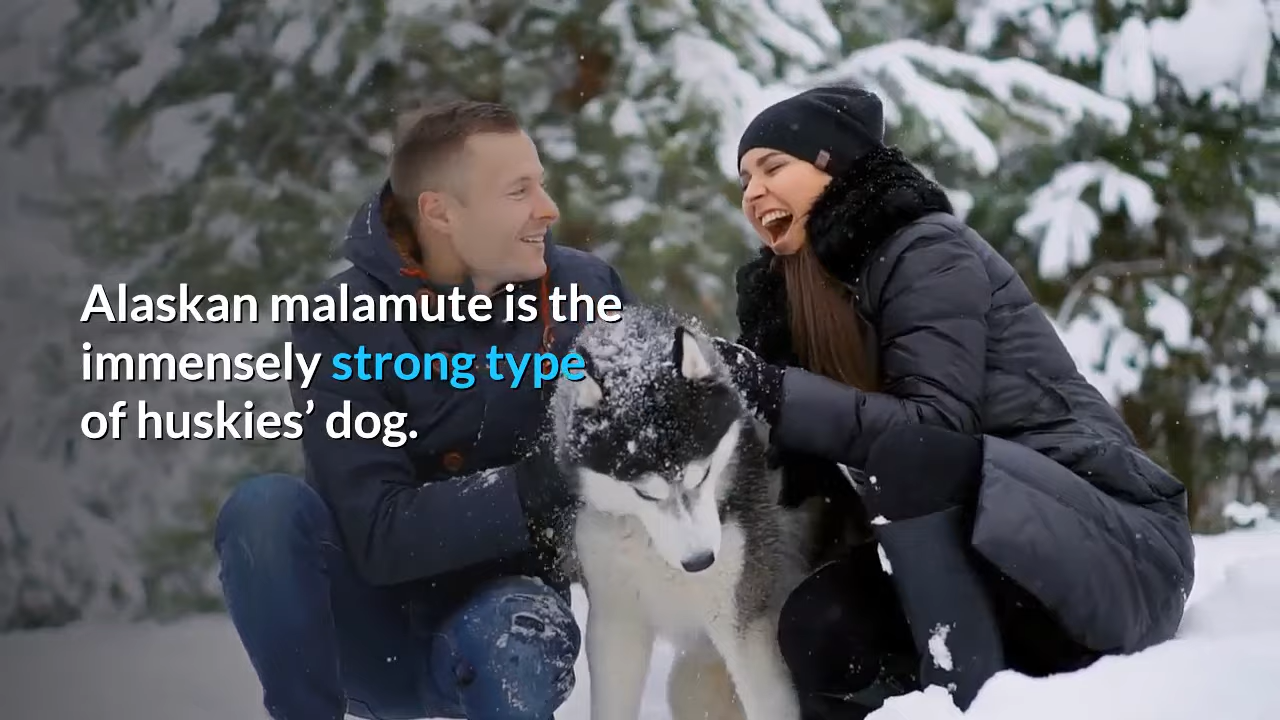 Alaskan malamute is the
immensely strong type
of huskies’ dog.